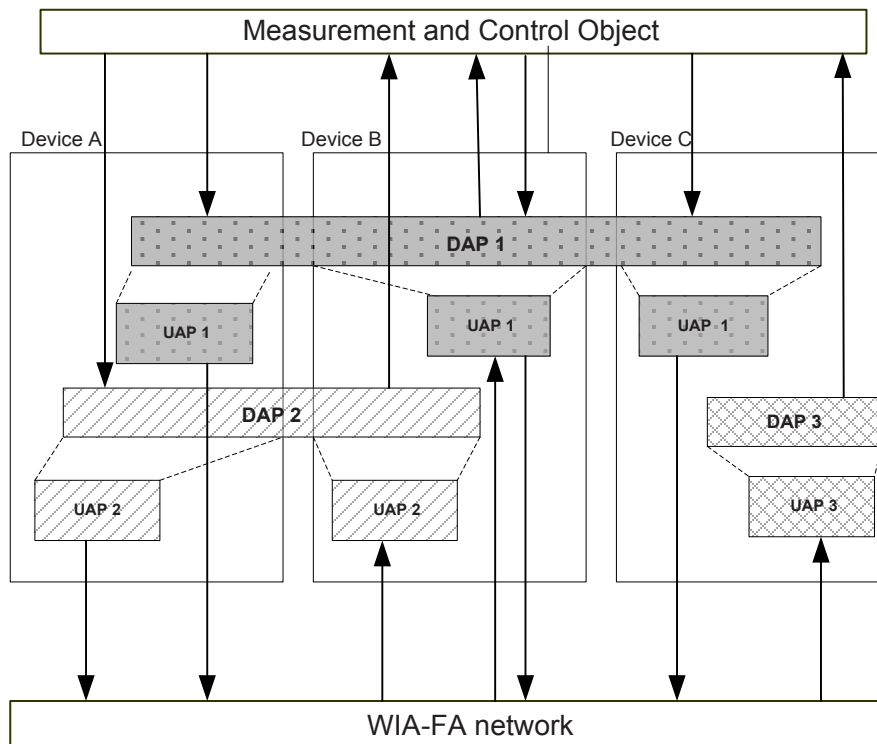 Measurement and Control Object
Device A
Device B
Device C
DAP 1
UAP 1
UAP 1
UAP 1
DAP 2
DAP 3
UAP 2
UAP 2
UAP 3
WIA-FA network